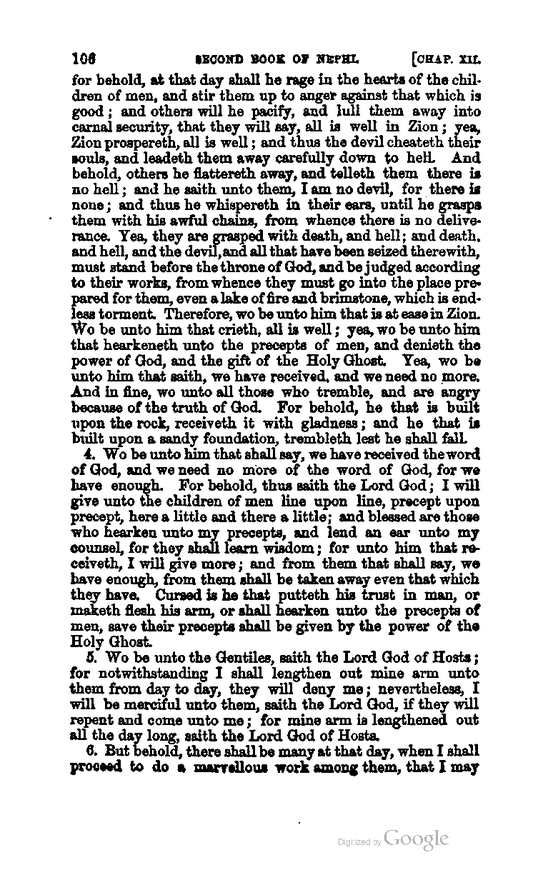 106 SECOND BOOK OF NEPHI. [CHAP. XII.
for behold, at that day shall he rage in the hearts of the chil-
dren of men, and stir them up to anger against that which is
good; and others will he pacify, and lull them away into
carnal security, that they will say, all is well in Zion; yea,
Zion prospereth, all is well; and thus the devil cheateth their
souls, and leadeth them away carefully down to hell. And
behold, others he flattereth away, and telleth them there is
no hell; and he saith unto them, I am no devil, for there is
none; and thus he whispereth in their ears, until he grasps
them with his awful chains, from whence there is no delive-
rance. Yea, they are grasped with death, and hell; and death,
and hell, and the devil, and all that have been seized therewith,
must stand before the throne of God, and be judged according
to their works, from whence they must go into the place pre-
pared for them, even a lake of fire and brimstone, which is end-
less torment. Therefore, wo be unto him that is at ease in Zion.
Wo be unto him that crieth, all is well; yea, wo be unto him
that hearkeneth unto the precepts of men, and denieth the
power of God, and the gift of the Holy Ghost. Yea, wo be
unto him that saith, we have received, and we need no more.
And in fine, wo unto all those who tremble, and are angry
because of the truth of God. For behold, he that is built
upon the rock, receiveth it with gladness; and he that is
built upon a sandy foundation, trembleth lest he shall fall.
4. Wo be unto him that shall say, we have received the word
of God, and we need no more of the word of God, for we
have enough. For behold, thus saith the Lord God; I will
give unto the children of men line upon line, precept upon
precept, here a little and there a little; and blessed are those
who hearken unto my precepts, and lend an ear unto my
counsel, for they shall learn wisdom; for unto him that re-
ceiveth, I will give more; and from them that shall say, we
have enough, from them shall be taken away even that which
they have. Cursed is he that putteth his trust in man, or
maketh flesh his arm, or shall hearken unto the precepts of
men, save their precepts shall be given by the power of the
Holy Ghost.
5. Wo be unto the Gentiles, saith the Lord God of Hosts;
for notwithstanding I shall lengthen out mine arm unto
them from day to day, they will deny me; nevertheless, I
will be merciful unto them, saith the Lord God, if they will
repent and come unto me; for mine arm is lengthened out
all the day long, saith the Lord God of Hosts.
6. But behold, there shall be many at that day, when I shall
proceed to do a marvellous work among them, that I may
Digitized by Google